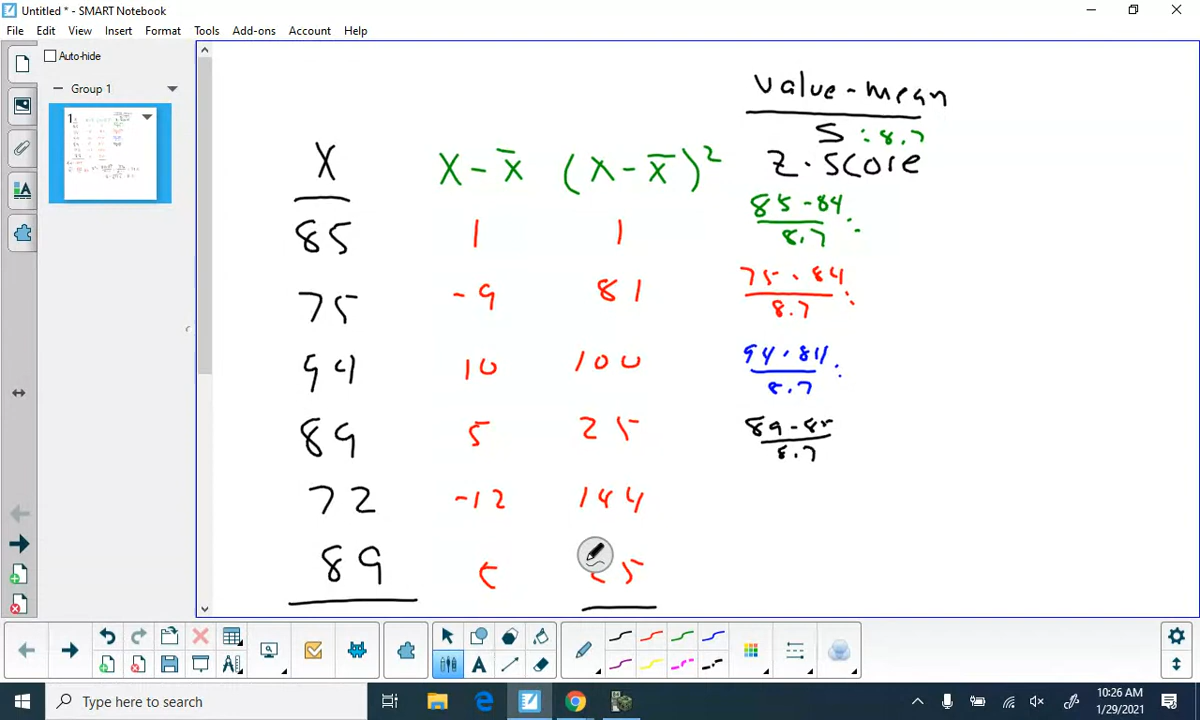 Untitled * - SMART Notebook
File Edit View Insert Format Tools Add-ons Account Help
Auto-hide
Group 1
1
value - mean
S : 8.7
Z . Score
X
X - X̅
(X - X̅)²
85 1 1
85 - 84
8.7 :
75 -9 81
75 - 84
8.7 :
94 10 100
94 - 84
8.7 :
89 5 25
89 - 8
8.7
72 -12 144
89
5
10:26 AM
Type here to search
1/29/2021